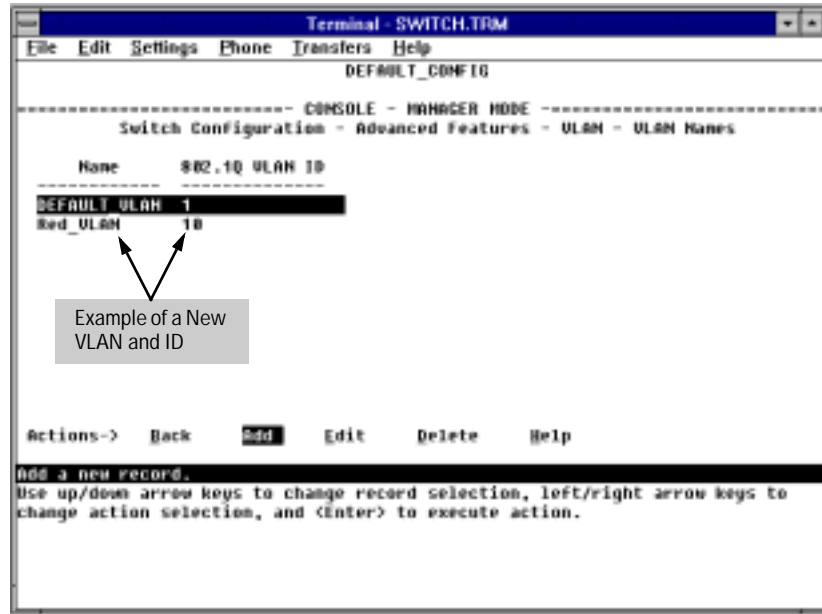 Terminal - SWITCH.TRM
File Edit Settings Phone Transfers Help
DEFAULT_CONFIG
---------------------------- CONSOLE - MANAGER MODE ----------------------------
Switch Configuration - Advanced Features - VLAN - VLAN Names
Name 802.1Q VLAN ID
------------ --------------
DEFAULT_VLAN 1
Red_VLAN 10
Example of a New
VLAN and ID
Actions-> Back Add Edit Delete Help
Add a new record.
Use up/down arrow keys to change record selection, left/right arrow keys to
change action selection, and <Enter> to execute action.